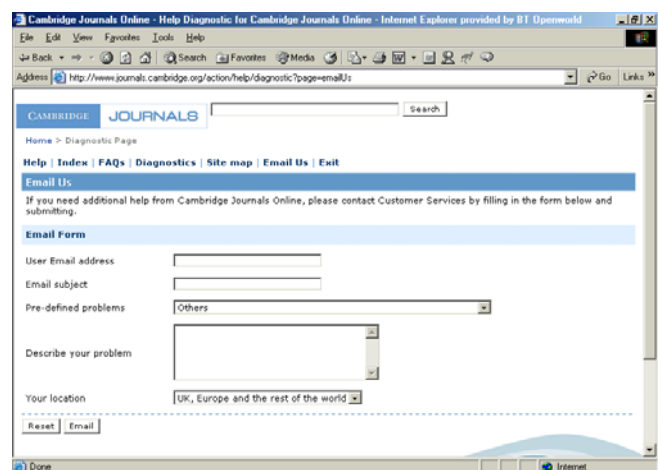 Cambridge Journals Online - Help Diagnostic for Cambridge Journals Online - Internet Explorer provided by BT Openworld
File Edit View Favorites Tools Help
Back Search Favorites Media
Address http://www.journals.cambridge.org/action/help/diagnostic?page=emailUs Go Links »
CAMBRIDGE JOURNALS Search
Home > Diagnostic Page
Help | Index | FAQs | Diagnostics | Site map | Email Us | Exit
Email Us
If you need additional help from Cambridge Journals Online, please contact Customer Services by filling in the form below and
submitting.
Email Form
User Email address
Email subject
Pre-defined problems Others
Describe your problem
Your location UK, Europe and the rest of the world
Reset Email
Done Internet